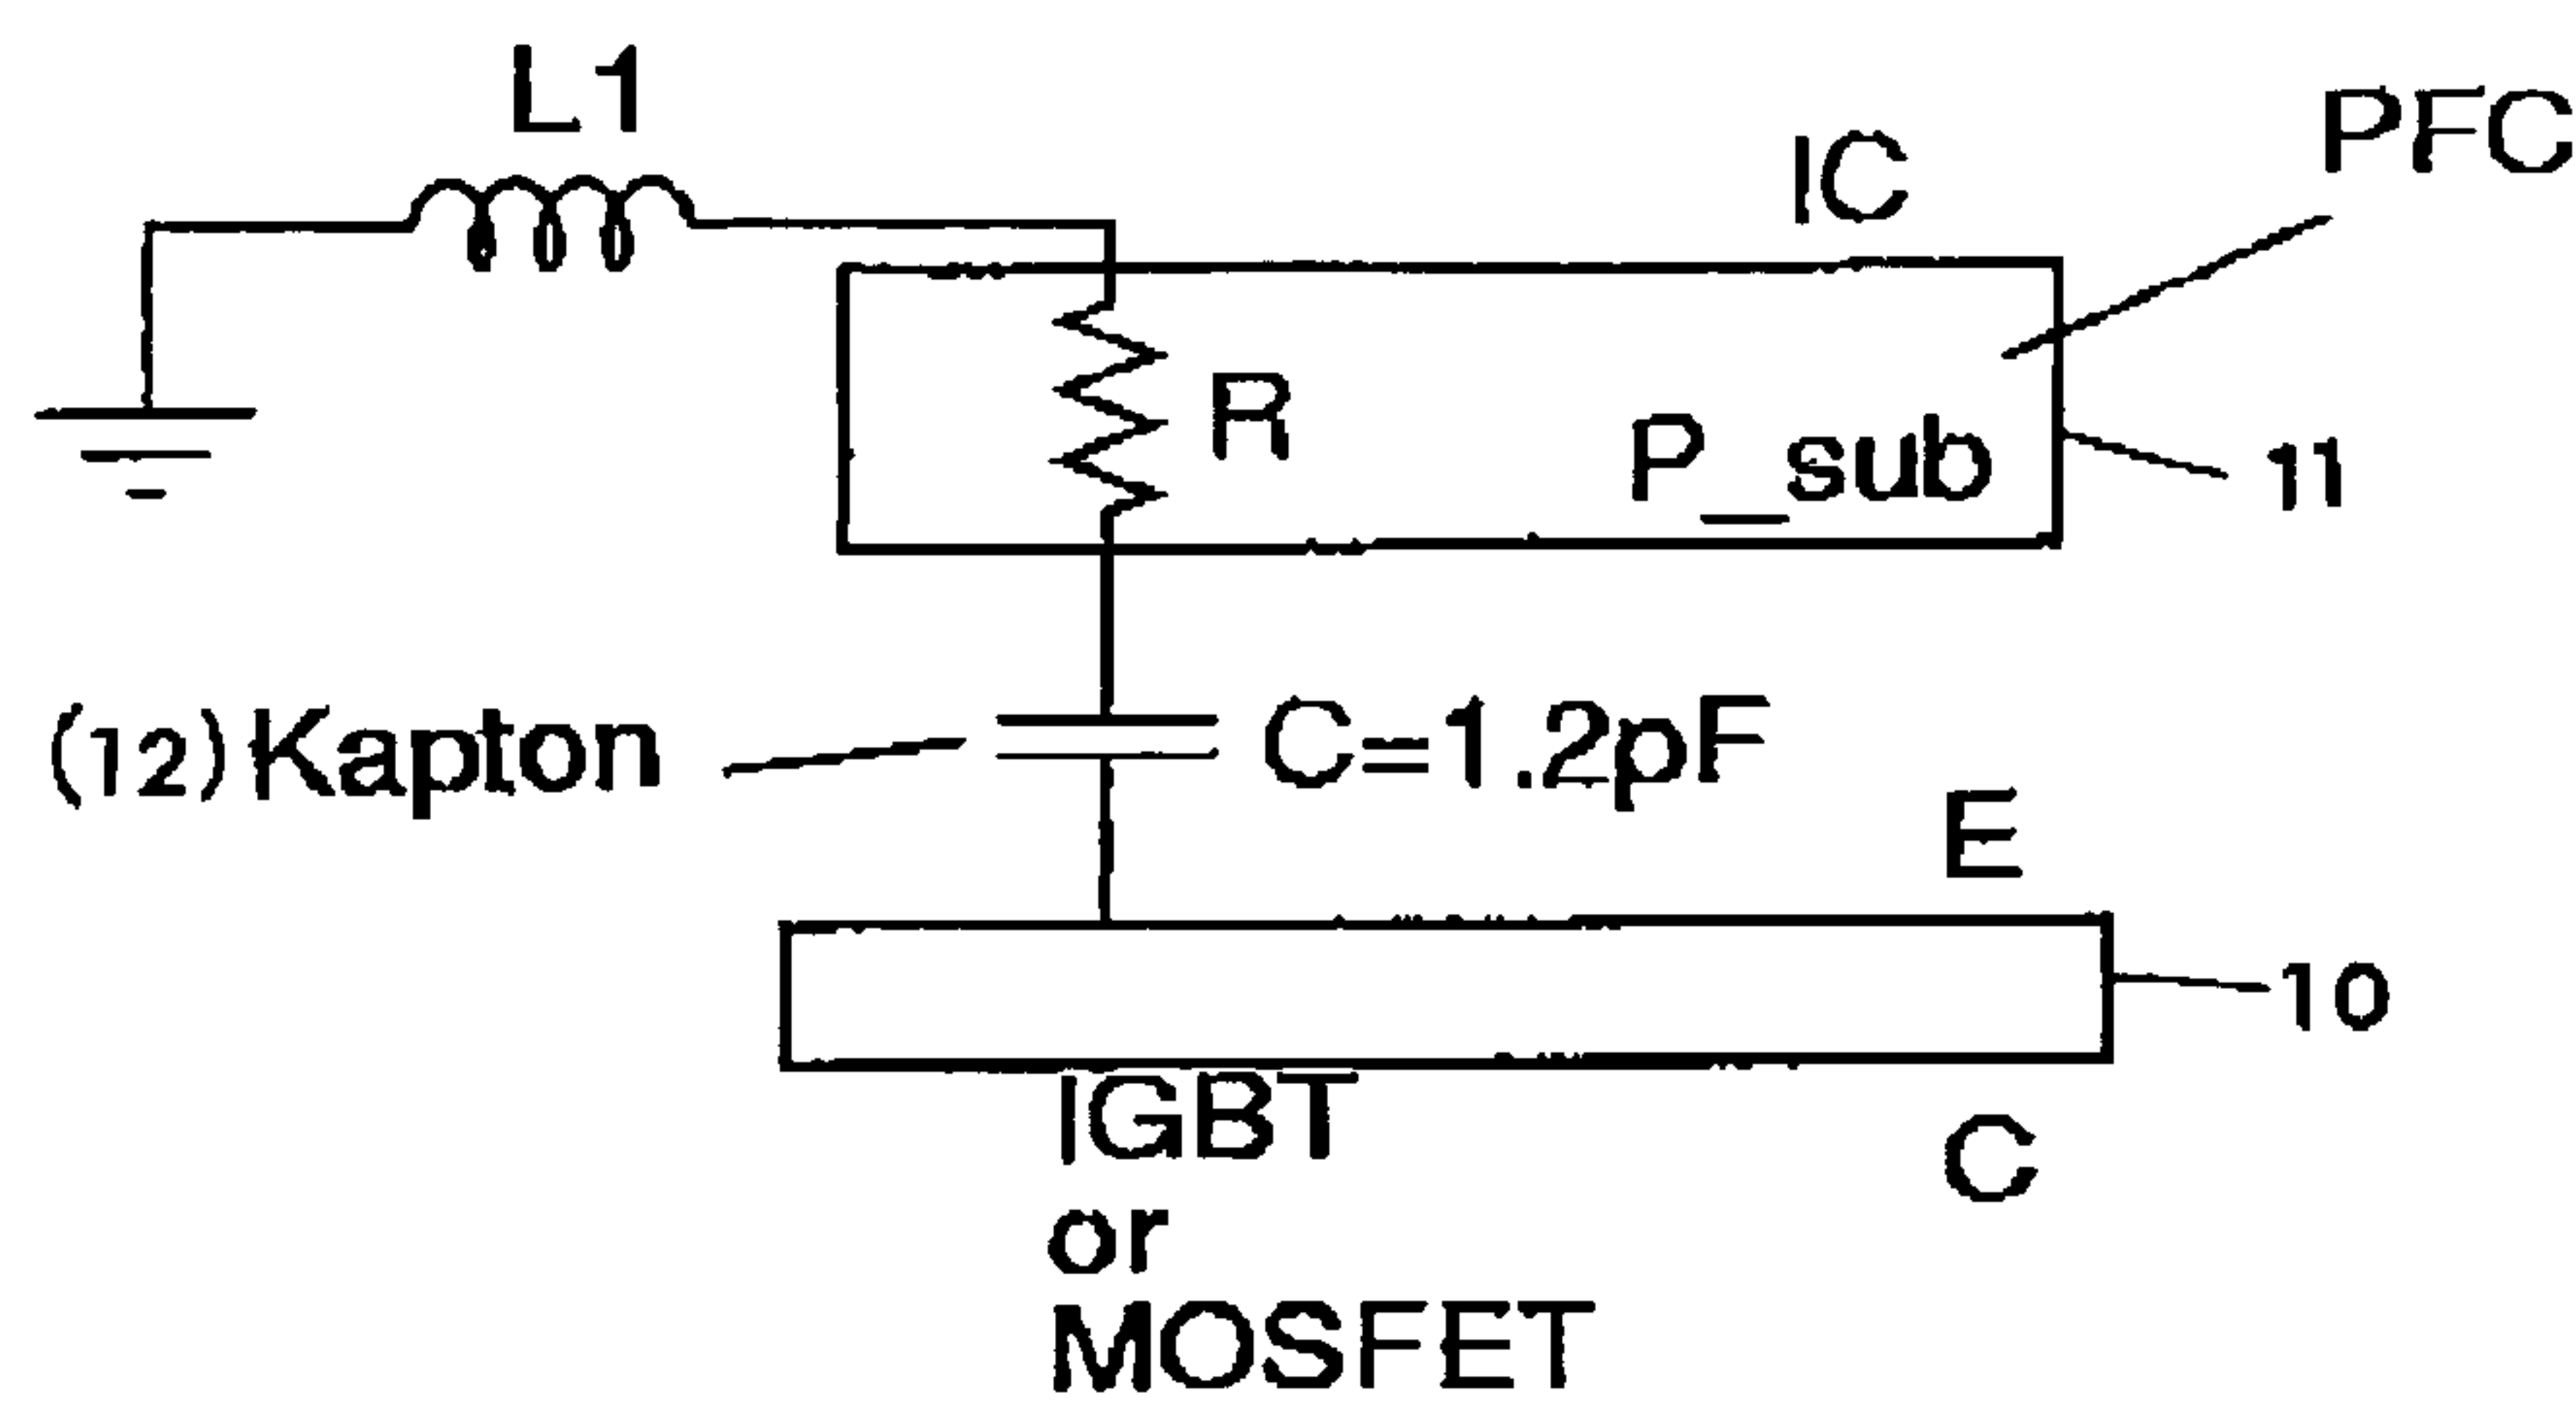 L1
IC
PFC
R
P_sub
11
(12) Kapton
C=1.2pF
E
10
IGBT
or
MOSFET
C